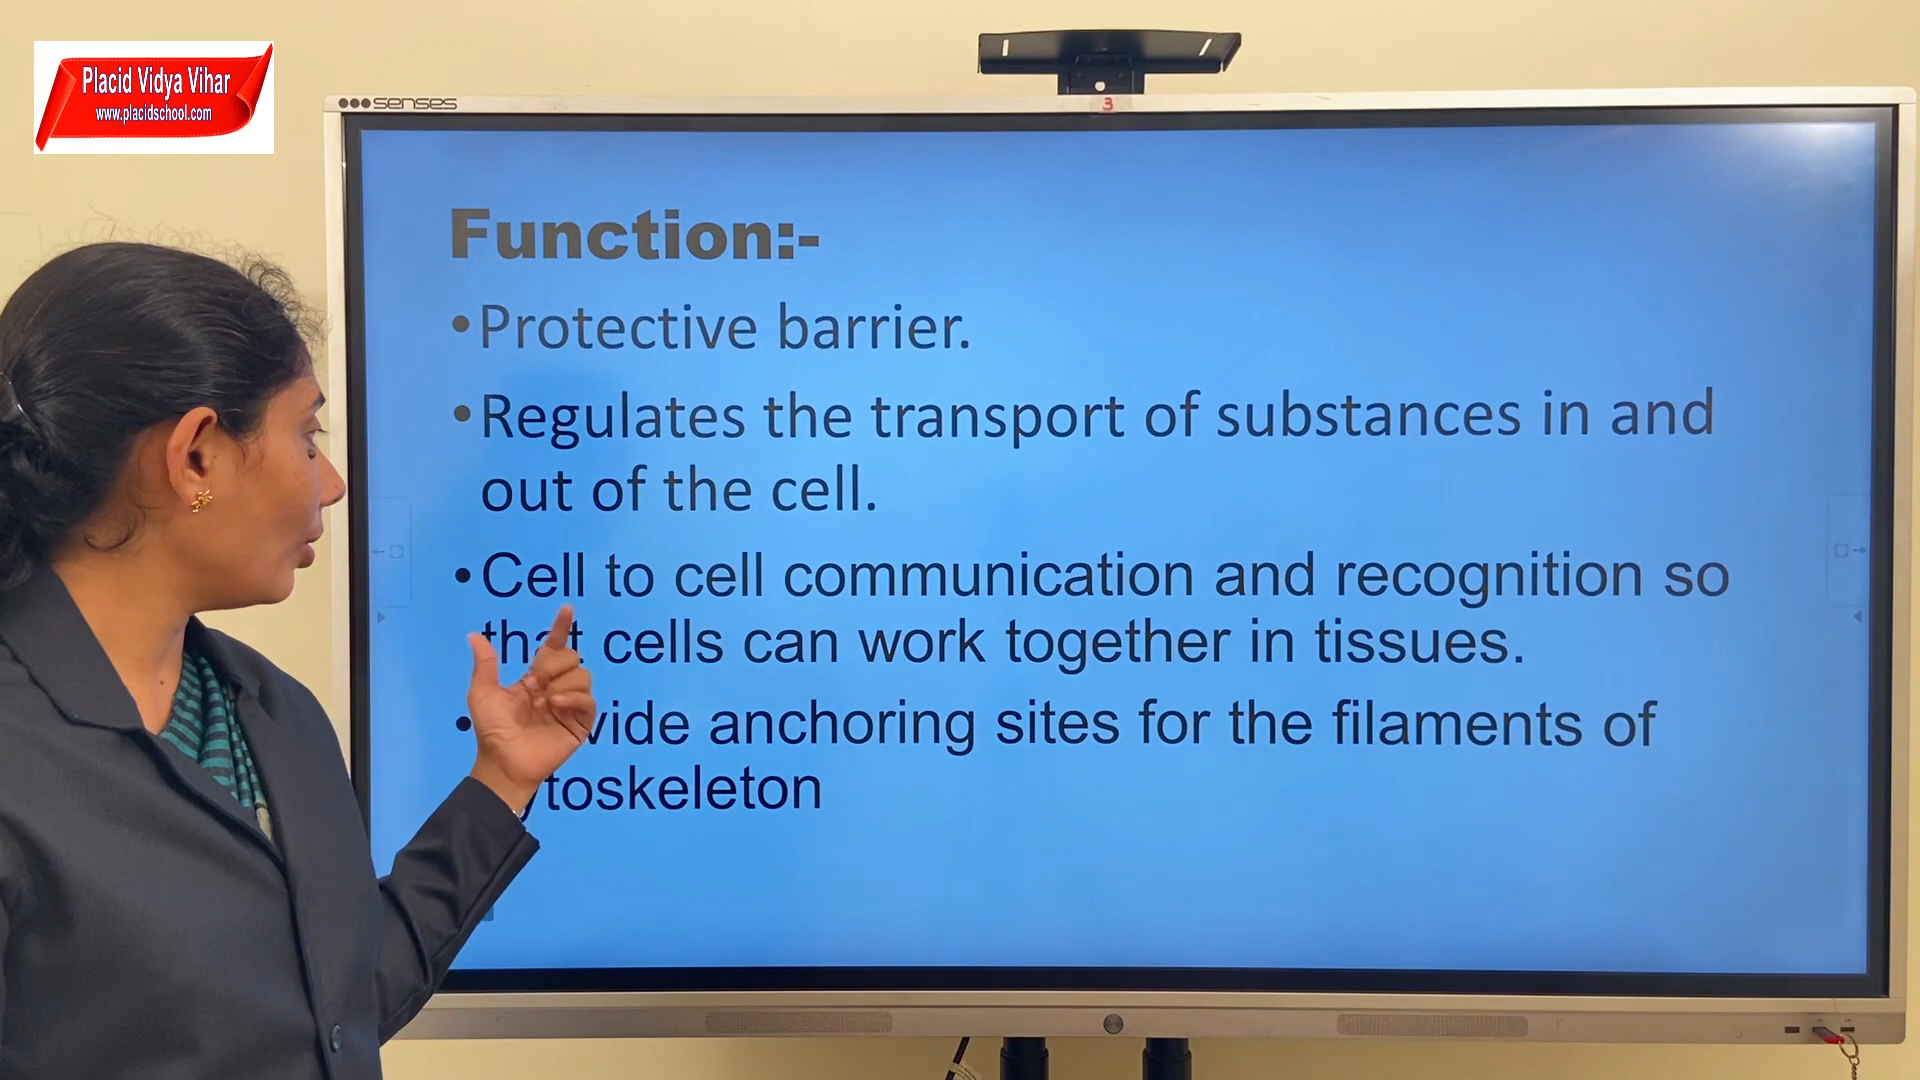 Placid Vidya Vihar
www.placidschool.com
senses
3
Function:-
•Protective barrier.
•Regulates the transport of substances in and
out of the cell.
•Cell to cell communication and recognition so
that cells can work together in tissues.
• anchoring sites for the filaments of